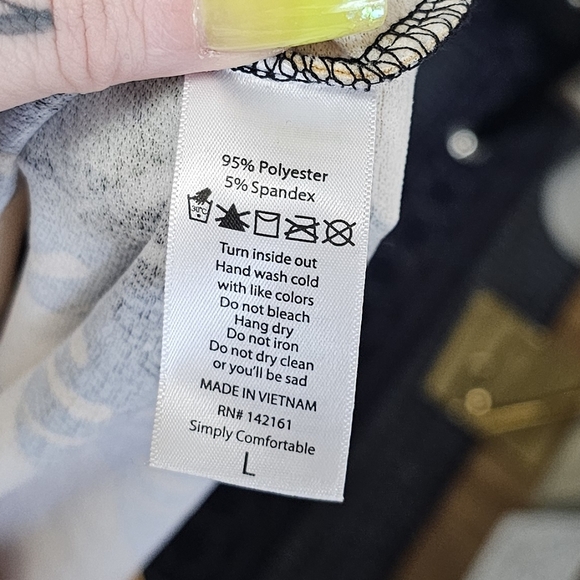 95% Polyester
5% Spandex
30°C
Turn inside out
Hand wash cold
with like colors
Do not bleach
Hang dry
Do not iron
Do not dry clean
or you'll be sad
MADE IN VIETNAM
RN# 142161
Simply Comfortable
L